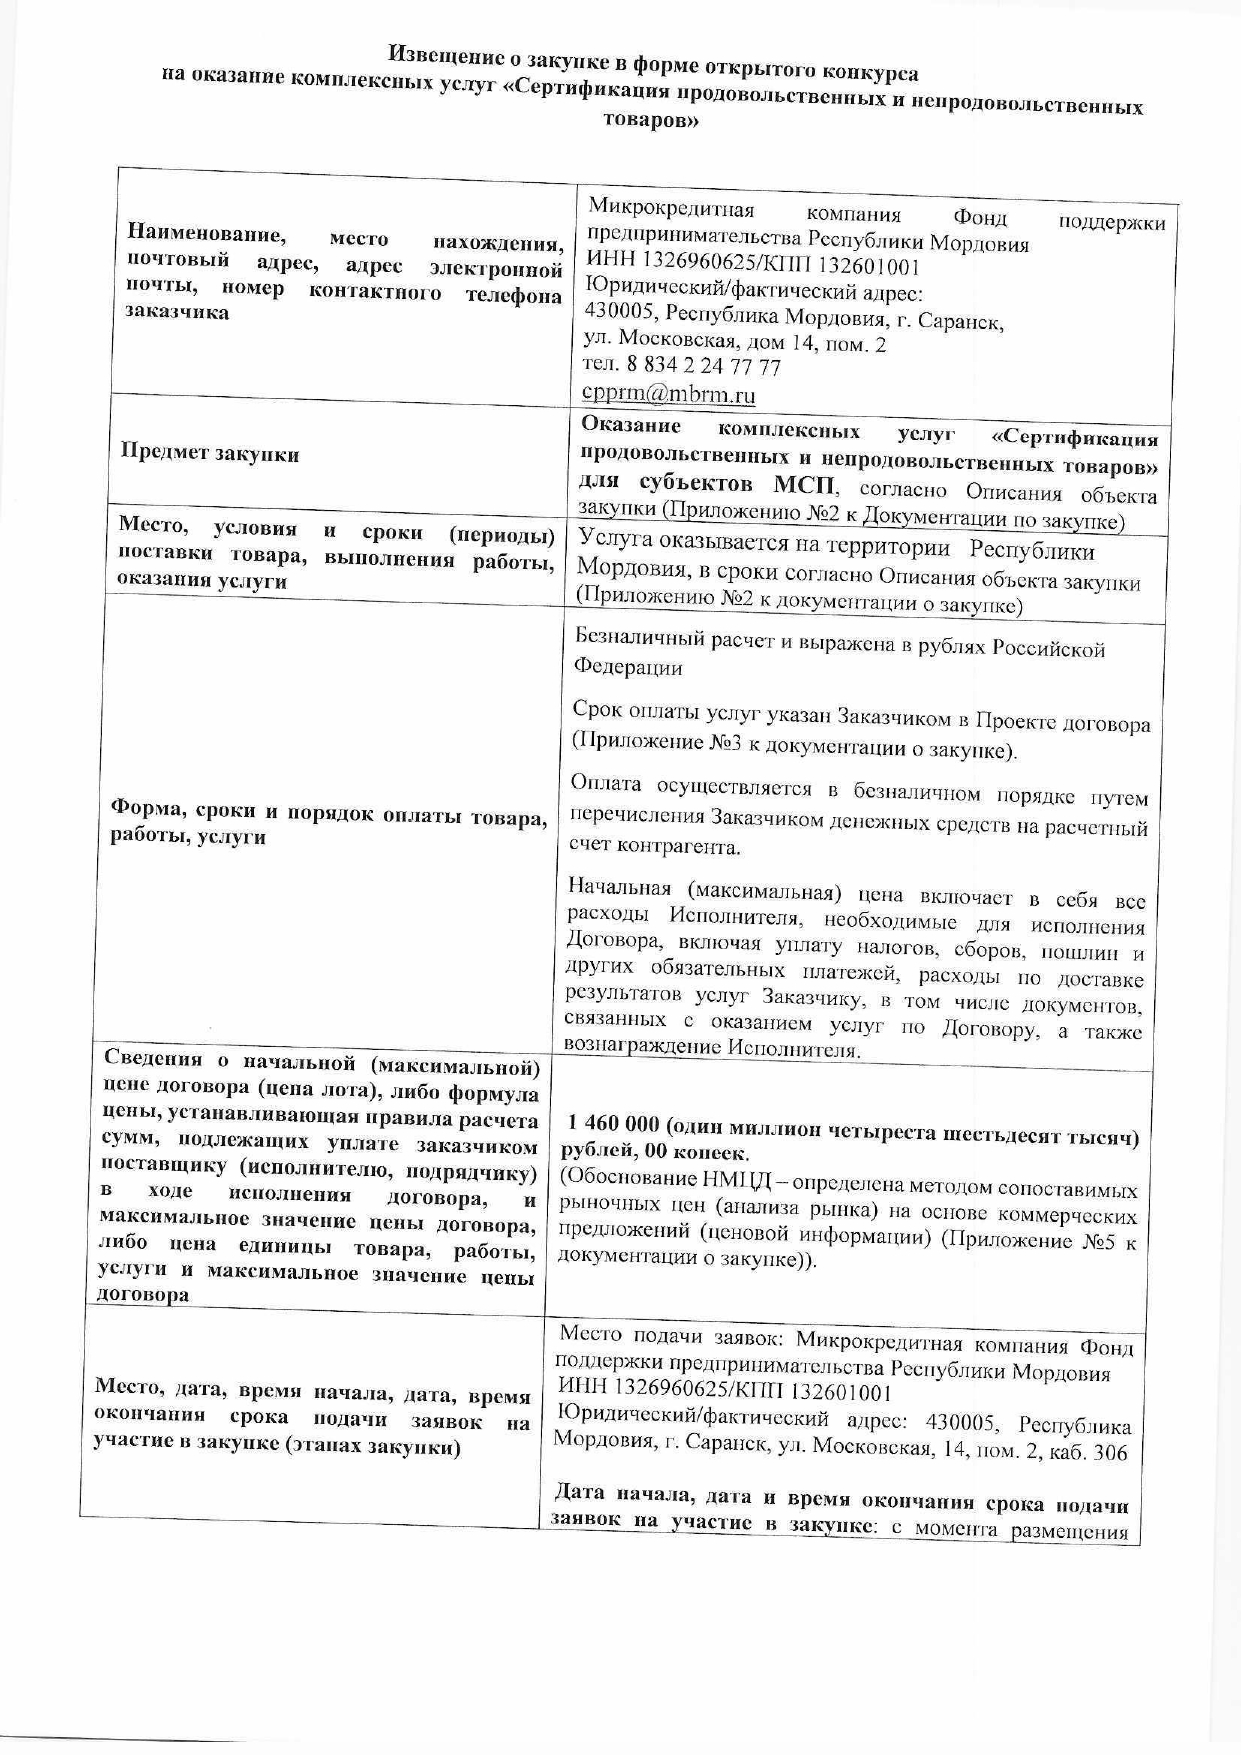 Извещение о закупке в форме открытого конкурса
на оказание комплексных услуг «Сертификация продовольственных и непродовольственных
товаров»
Наименование, место нахождения,
почтовый адрес, адрес электронной
почты, номер контактного телефона
заказчика
Микрокредитная компания Фонд поддержки
предпринимательства Республики Мордовия
ИНН 1326960625/КПП 132601001
Юридический/фактический адрес:
430005, Республика Мордовия, г. Саранск,
ул. Московская, дом 14, пом. 2
тел. 8 834 2 24 77 77
cpprm@mbrm.ru
Предмет закупки
Оказание комплексных услуг «Сертификация
продовольственных и непродовольственных товаров»
для субъектов МСП, согласно Описания объекта
закупки (Приложению №2 к Документации по закупке)
Место, условия и сроки (периоды)
поставки товара, выполнения работы,
оказания услуги
Услуга оказывается на территории Республики
Мордовия, в сроки согласно Описания объекта закупки
(Приложению №2 к документации о закупке)
Форма, сроки и порядок оплаты товара,
работы, услуги
Безналичный расчет и выражена в рублях Российской
Федерации
Срок оплаты услуг указан Заказчиком в Проекте договора
(Приложение №3 к документации о закупке).
Оплата осуществляется в безналичном порядке путем
перечисления Заказчиком денежных средств на расчетный
счет контрагента.
Начальная (максимальная) цена включает в себя все
расходы Исполнителя, необходимые для исполнения
Договора, включая уплату налогов, сборов, пошлин и
других обязательных платежей, расходы по доставке
результатов услуг Заказчику, в том числе документов,
связанных с оказанием услуг по Договору, а также
вознаграждение Исполнителя.
Сведения о начальной (максимальной)
цене договора (цена лота), либо формула
цены, устанавливающая правила расчета
сумм, подлежащих уплате заказчиком
поставщику (исполнителю, подрядчику)
в ходе исполнения договора, и
максимальное значение цены договора,
либо цена единицы товара, работы,
услуги и максимальное значение цены
договора
1 460 000 (один миллион четыреста шестьдесят тысяч)
рублей, 00 копеек.
(Обоснование НМЦД – определена методом сопоставимых
рыночных цен (анализа рынка) на основе коммерческих
предложений (ценовой информации) (Приложение №5 к
документации о закупке)).
Место, дата, время начала, дата, время
окончания срока подачи заявок на
участие в закупке (этапах закупки)
Место подачи заявок: Микрокредитная компания Фонд
поддержки предпринимательства Республики Мордовия
ИНН 1326960625/КПП 132601001
Юридический/фактический адрес: 430005, Республика
Мордовия, г. Саранск, ул. Московская, 14, пом. 2, каб. 306
Дата начала, дата и время окончания срока подачи
заявок на участие в закупке: с момента размещения